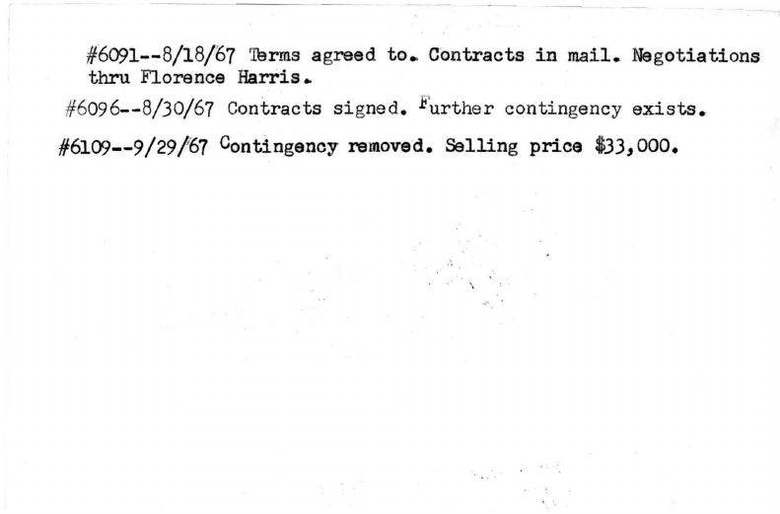 #6091--8/18/67 Terms agreed to. Contracts in mail. Negotiations
thru Florence Harris.
#6096--8/30/67 Contracts signed. Further contingency exists.
#6109--9/29/67 Contingency removed. Selling price $33,000.